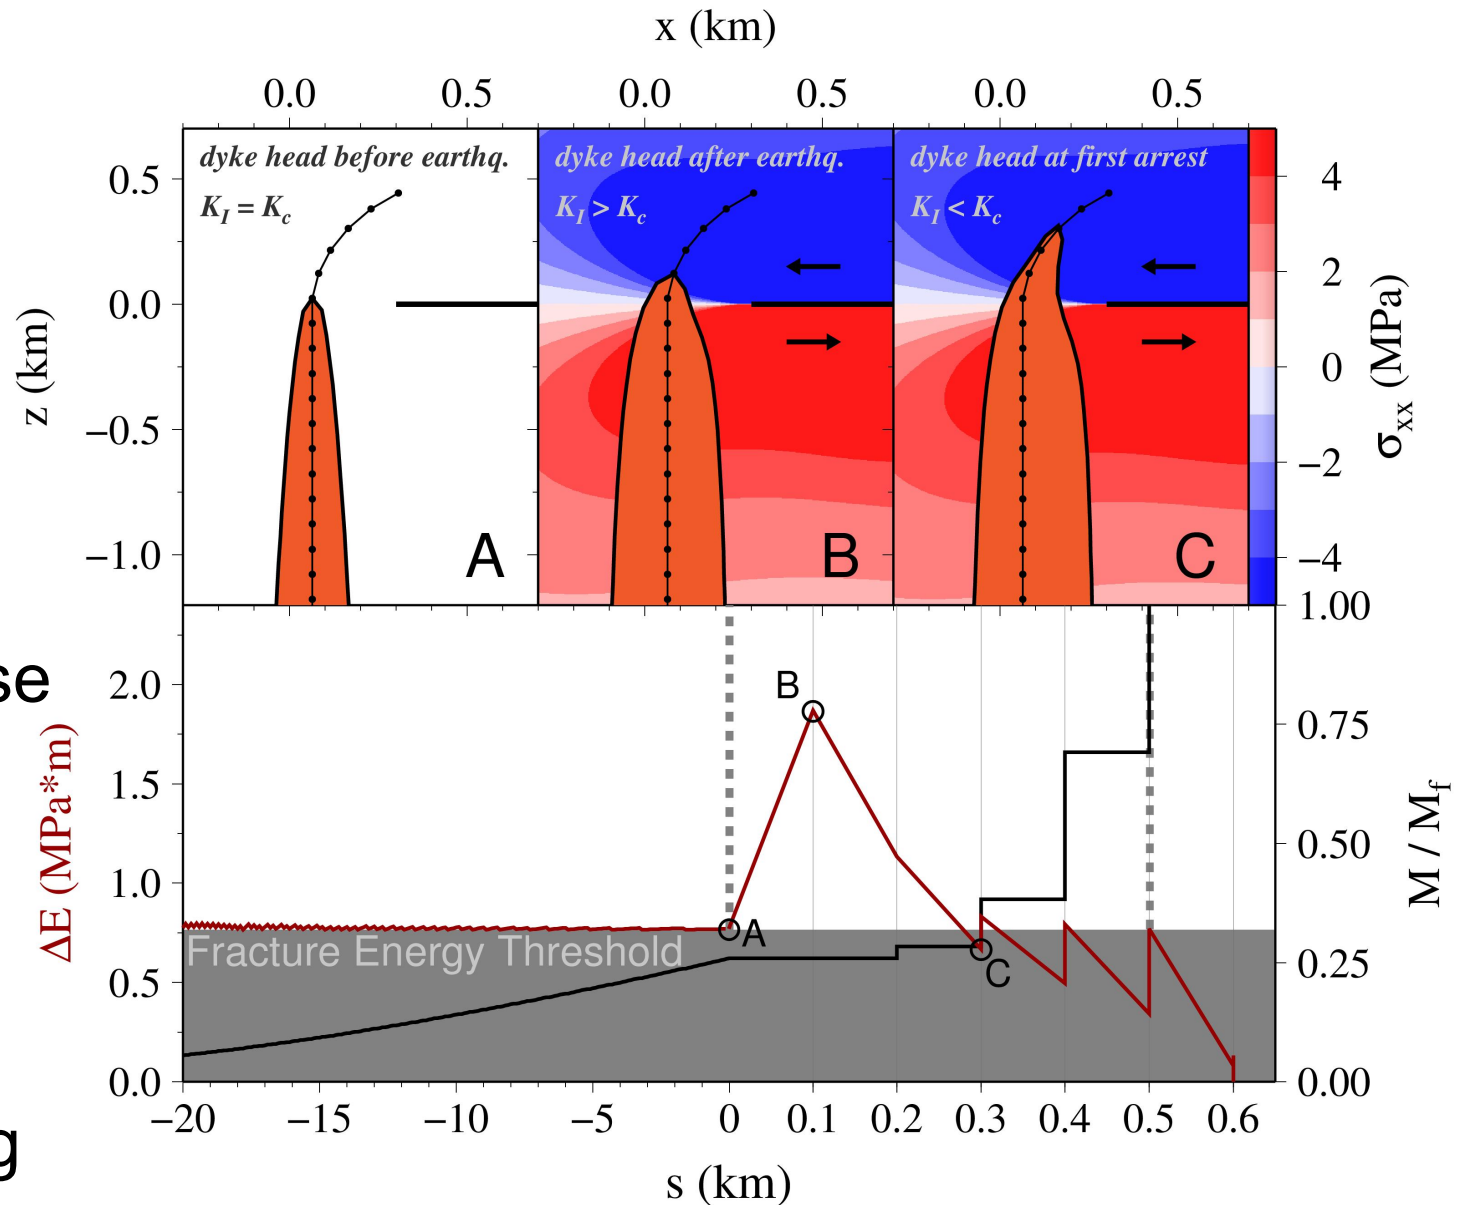 x (km)
0.0 0.5 0.0 0.5 0.0 0.5
dyke head before earthq. dyke head after earthq. dyke head at first arrest
K_I = K_c K_I > K_c K_I < K_c
z (km)
0.5
0.0
−0.5
−1.0
A B C
4
2
0
−2
−4
σ_xx (MPa)
se
g
ΔE (MPa*m)
2.0
1.5
1.0
0.5
0.0
B
A
C
Fracture Energy Threshold
1.00
0.75
0.50
0.25
0.00
M / M_f
−20 −15 −10 −5 0 0.1 0.2 0.3 0.4 0.5 0.6
s (km)